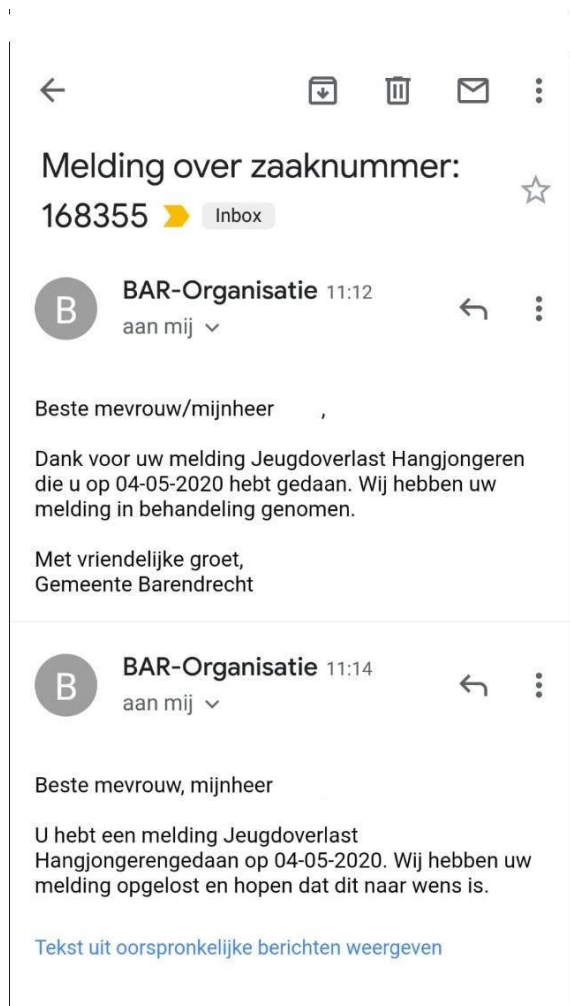 Melding over zaaknummer:
168355 Inbox
B
BAR-Organisatie 11:12
aan mij
Beste mevrouw/mijnheer ,
Dank voor uw melding Jeugdoverlast Hangjongeren
die u op 04-05-2020 hebt gedaan. Wij hebben uw
melding in behandeling genomen.
Met vriendelijke groet,
Gemeente Barendrecht
B
BAR-Organisatie 11:14
aan mij
Beste mevrouw, mijnheer
U hebt een melding Jeugdoverlast
Hangjongerengedaan op 04-05-2020. Wij hebben uw
melding opgelost en hopen dat dit naar wens is.
Tekst uit oorspronkelijke berichten weergeven